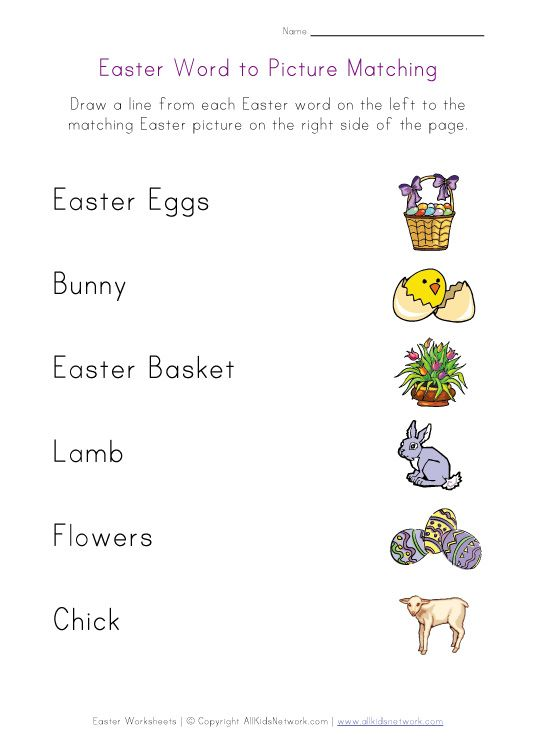 Name
Easter Word to Picture Matching
Draw a line from each Easter word on the left to the
matching Easter picture on the right side of the page.
Easter Eggs
Bunny
Easter Basket
Lamb
Flowers
Chick
Easter Worksheets | © Copyright AllKidsNetwork.com | www.allkidsnetwork.com